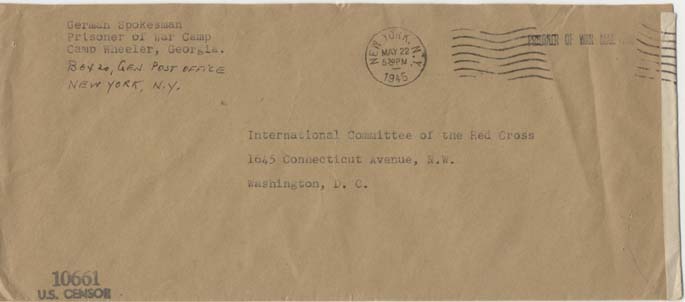 German Spokesman
Prisoner of War Camp
Camp Wheeler, Georgia.
Box 20, GEN POST OFFICE
NEW YORK, N.Y.
NEW YORK, N.Y.
MAY 22
PM
1945
PRISONER OF WAR MAIL
International Committee of the Red Cross
1645 Connecticut Avenue, N.W.
Washington, D. C.
10661
U.S. CENSOR